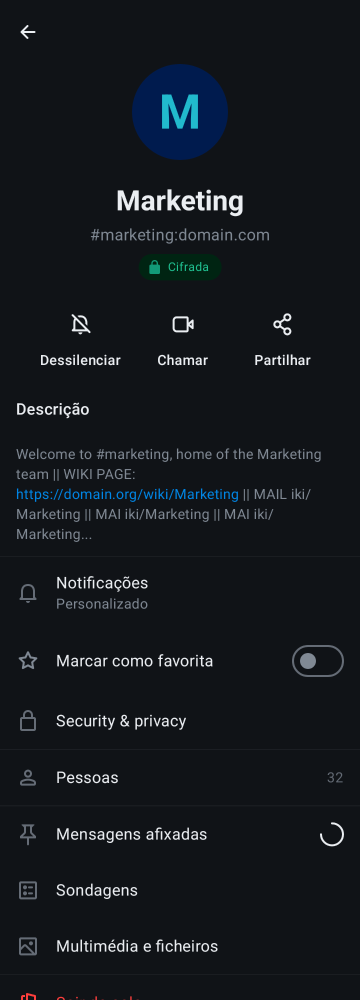 M
Marketing
#marketing:domain.com
Cifrada
Dessilenciar
Chamar
Partilhar
Descrição
Welcome to #marketing, home of the Marketing
team || WIKI PAGE:
https://domain.org/wiki/Marketing || MAIL iki/
Marketing || MAI iki/Marketing || MAI iki/
Marketing...
Notificações
Personalizado
Marcar como favorita
Security & privacy
Pessoas 32
Mensagens afixadas
Sondagens
Multimédia e ficheiros